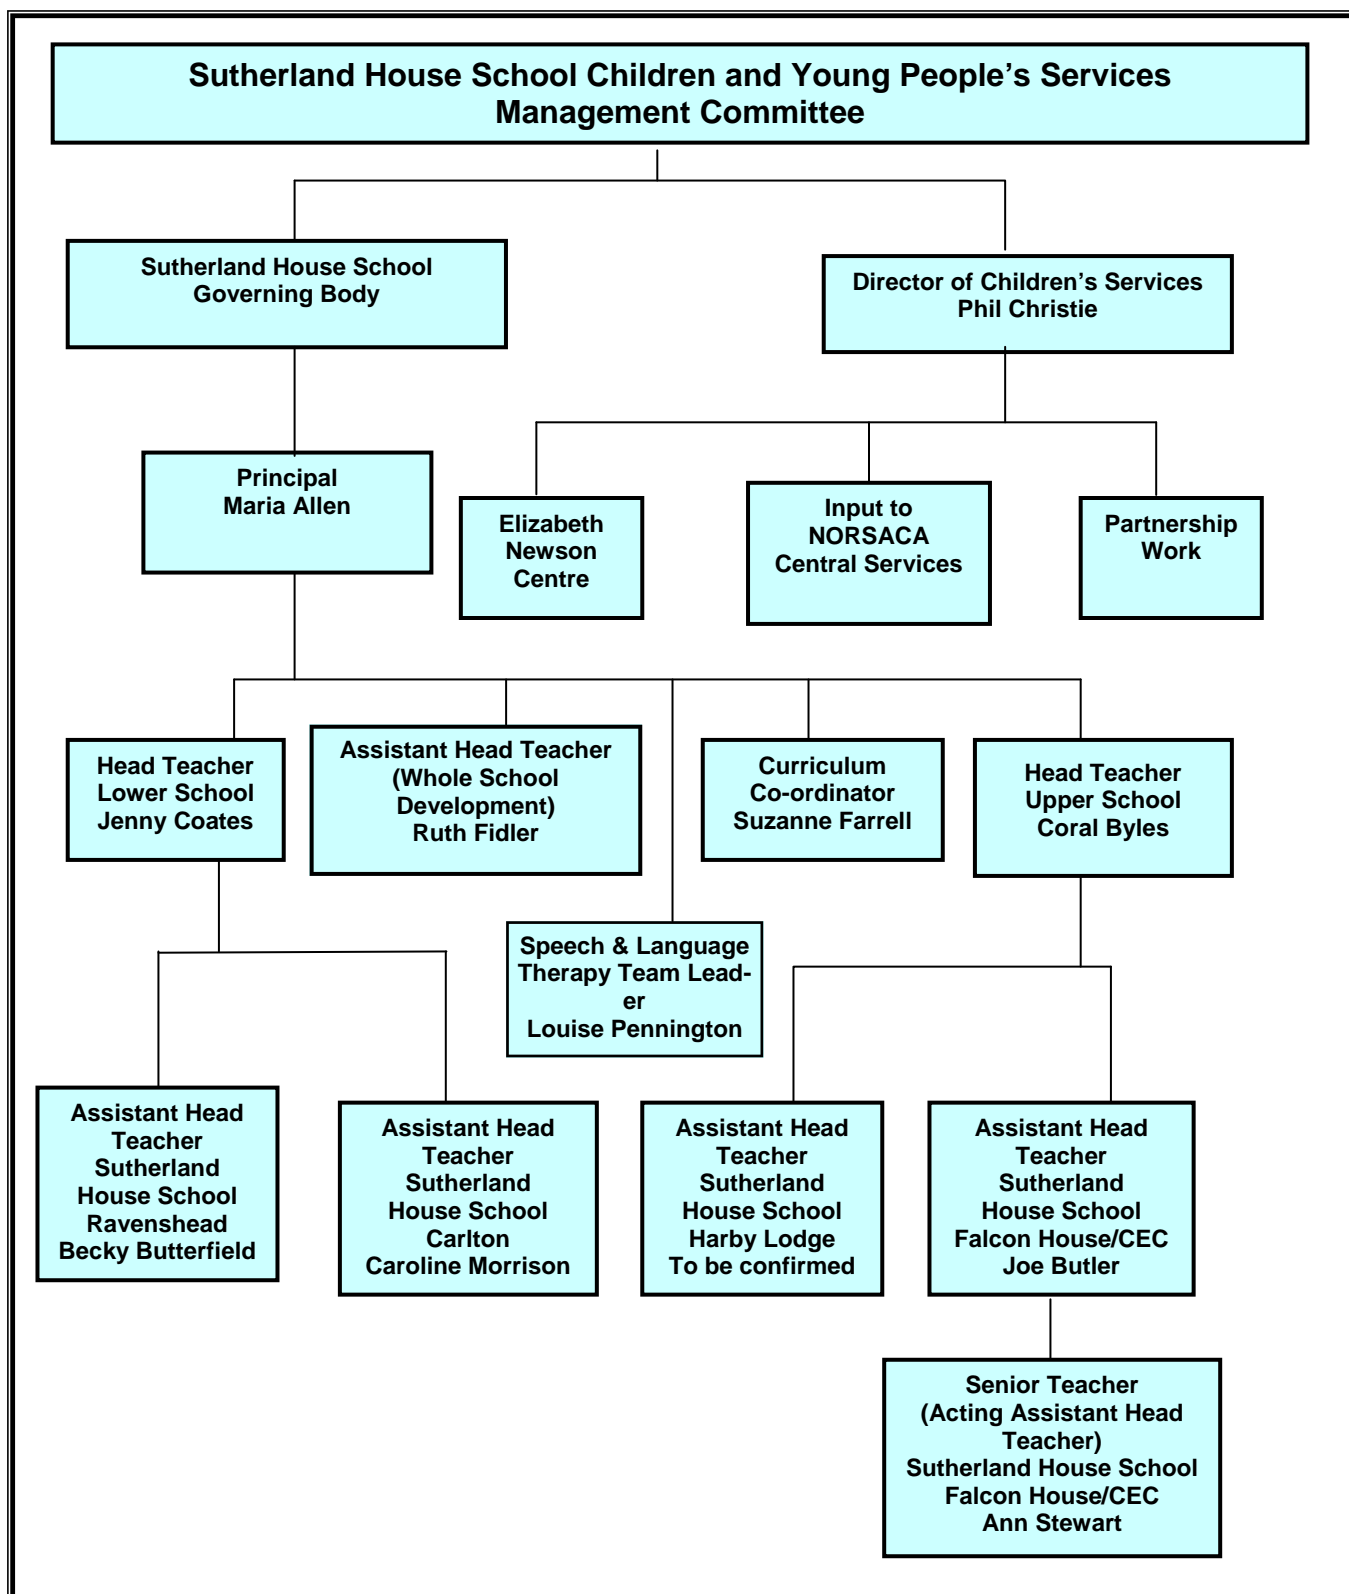 Sutherland House School Children and Young People’s Services
Management Committee
Sutherland House School
Governing Body
Director of Children’s Services
Phil Christie
Principal
Maria Allen
Elizabeth
Newson
Centre
Input to
NORSACA
Central Services
Partnership
Work
Head Teacher
Lower School
Jenny Coates
Assistant Head Teacher
(Whole School
Development)
Ruth Fidler
Curriculum
Co-ordinator
Suzanne Farrell
Head Teacher
Upper School
Coral Byles
Speech & Language
Therapy Team Lead-
er
Louise Pennington
Assistant Head
Teacher
Sutherland
House School
Ravenshead
Becky Butterfield
Assistant Head
Teacher
Sutherland
House School
Carlton
Caroline Morrison
Assistant Head
Teacher
Sutherland
House School
Harby Lodge
To be confirmed
Assistant Head
Teacher
Sutherland
House School
Falcon House/CEC
Joe Butler
Senior Teacher
(Acting Assistant Head
Teacher)
Sutherland House School
Falcon House/CEC
Ann Stewart